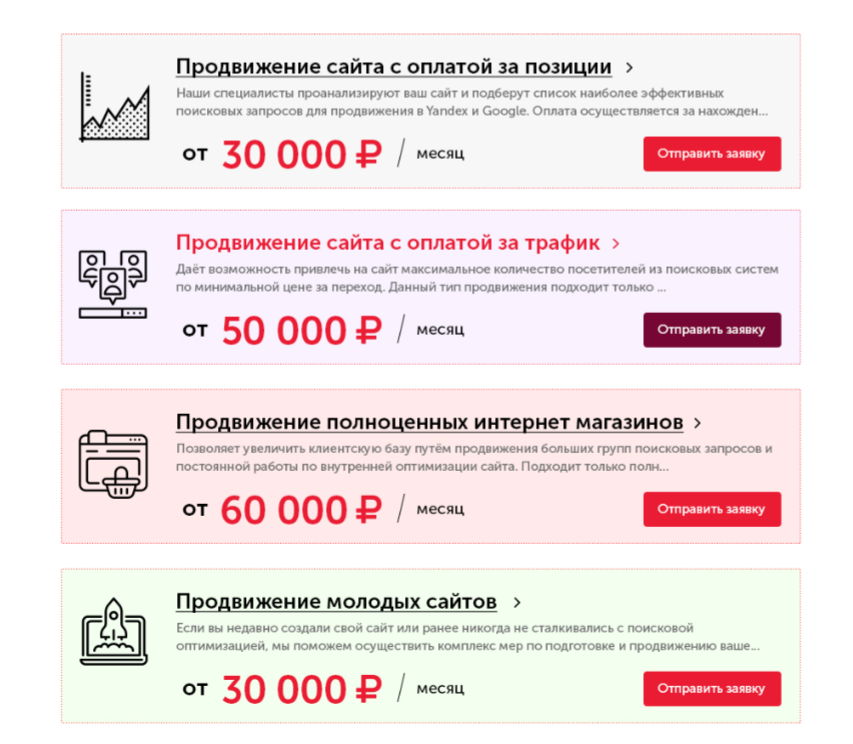 Продвижение сайта с оплатой за позиции >
Наши специалисты проанализируют ваш сайт и подберут список наиболее эффективных
поисковых запросов для продвижения в Yandex и Google. Оплата осуществляется за нахожден...
от 30 000 ₽ / месяц
Отправить заявку
Продвижение сайта с оплатой за трафик >
Даёт возможность привлечь на сайт максимальное количество посетителей из поисковых систем
по минимальной цене за переход. Данный тип продвижения подходит только ...
от 50 000 ₽ / месяц
Отправить заявку
Продвижение полноценных интернет магазинов >
Позволяет увеличить клиентскую базу путём продвижения больших групп поисковых запросов и
постоянной работы по внутренней оптимизации сайта. Подходит только полн...
от 60 000 ₽ / месяц
Отправить заявку
Продвижение молодых сайтов >
Если вы недавно создали свой сайт или ранее никогда не сталкивались с поисковой
оптимизацией, мы поможем осуществить комплекс мер по подготовке и продвижению ваше...
от 30 000 ₽ / месяц
Отправить заявку